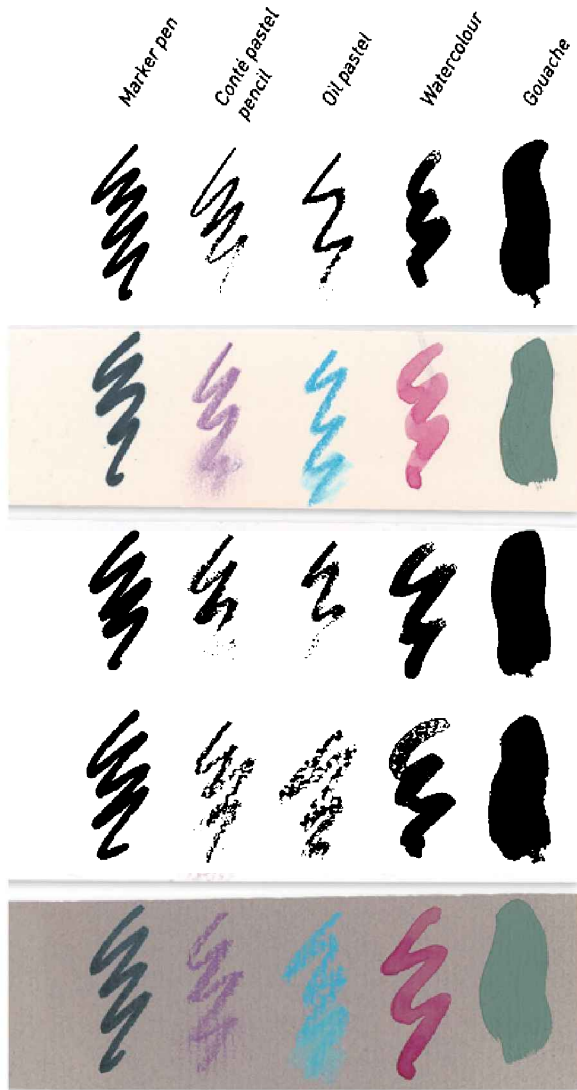 Marker pen
Conté pastel
pencil
Oil pastel
Watercolour
Gouache